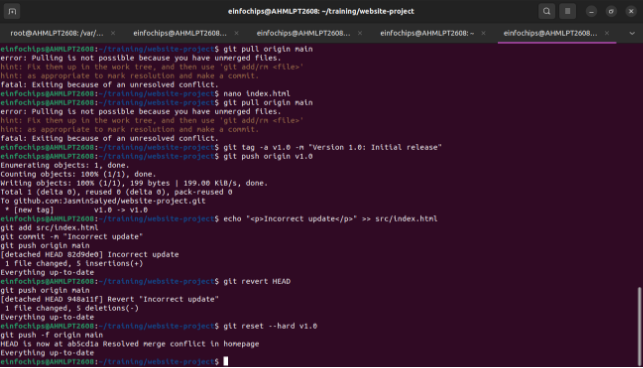 einfochips@AHMLPT2608: ~/training/website-project
root@AHMLPT2608: /var/...
einfochips@AHMLPT2608:...
einfochips@AHMLPT2608:...
einfochips@AHMLPT2608: ~
einfochips@AHMLPT2608:...
einfochips@AHMLPT2608:~/training/website-project$ git pull origin main
error: Pulling is not possible because you have unmerged files.
hint: Fix them up in the work tree, and then use 'git add/rm <file>'
hint: as appropriate to mark resolution and make a commit.
fatal: Exiting because of an unresolved conflict.
einfochips@AHMLPT2608:~/training/website-project$ nano index.html
einfochips@AHMLPT2608:~/training/website-project$ git pull origin main
error: Pulling is not possible because you have unmerged files.
hint: Fix them up in the work tree, and then use 'git add/rm <file>'
hint: as appropriate to mark resolution and make a commit.
fatal: Exiting because of an unresolved conflict.
einfochips@AHMLPT2608:~/training/website-project$ git tag -a v1.0 -m "Version 1.0: Initial release"
einfochips@AHMLPT2608:~/training/website-project$ git push origin v1.0
Enumerating objects: 1, done.
Counting objects: 100% (1/1), done.
Writing objects: 100% (1/1), 199 bytes | 199.00 KiB/s, done.
Total 1 (delta 0), reused 0 (delta 0), pack-reused 0
To github.com:JasminSaiyed/website-project.git
 * [new tag]         v1.0 -> v1.0
einfochips@AHMLPT2608:~/training/website-project$ echo "<p>Incorrect update</p>" >> src/index.html
git add src/index.html
git commit -m "Incorrect update"
git push origin main
[detached HEAD 82d9de0] Incorrect update
 1 file changed, 5 insertions(+)
Everything up-to-date
einfochips@AHMLPT2608:~/training/website-project$ git revert HEAD
git push origin main
[detached HEAD 948a11f] Revert "Incorrect update"
 1 file changed, 5 deletions(-)
Everything up-to-date
einfochips@AHMLPT2608:~/training/website-project$ git reset --hard v1.0
git push -f origin main
HEAD is now at ab5cd1a Resolved merge conflict in homepage
Everything up-to-date
einfochips@AHMLPT2608:~/training/website-project$